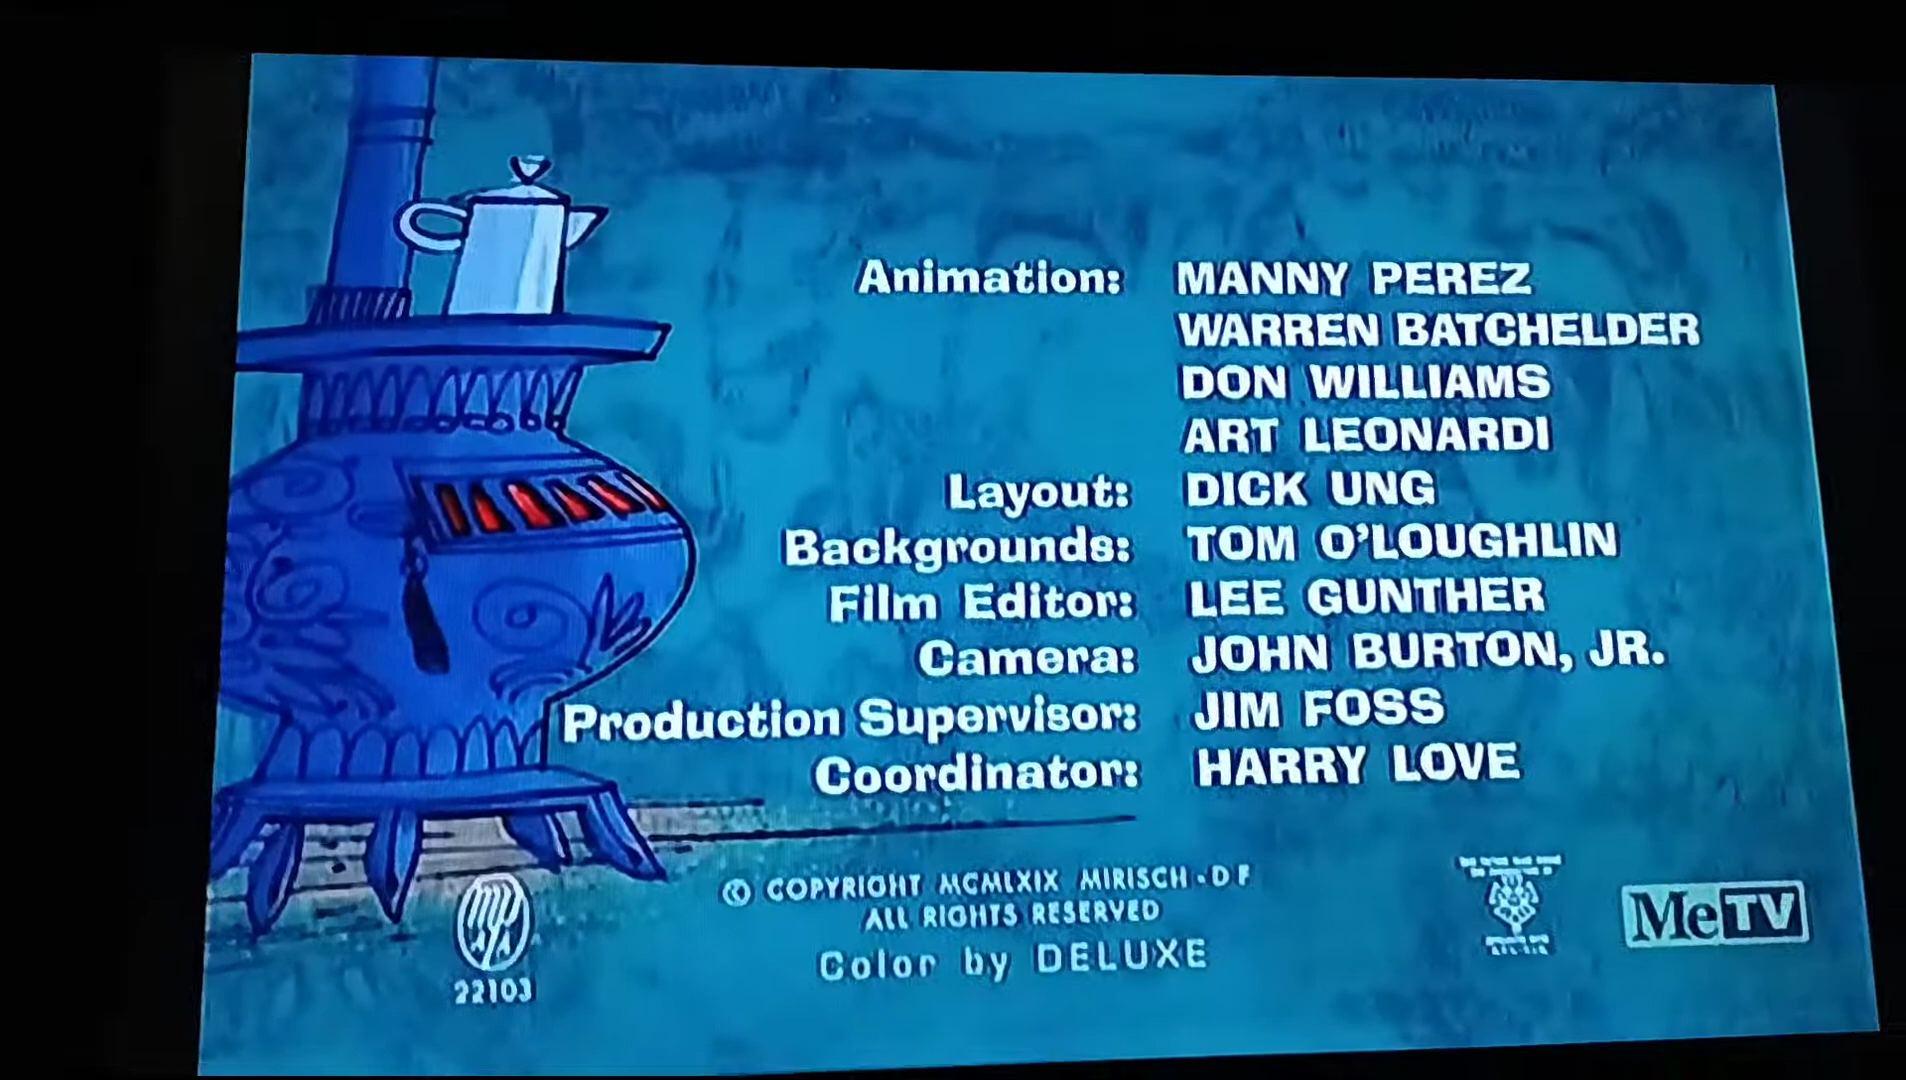 Animation: MANNY PEREZ
WARREN BATCHELDER
DON WILLIAMS
ART LEONARDI
Layout: DICK UNG
Backgrounds: TOM O'LOUGHLIN
Film Editor: LEE GUNTHER
Camera: JOHN BURTON, JR.
Production Supervisor: JIM FOSS
Coordinator: HARRY LOVE
© COPYRIGHT MCMLXIX MIRISCH-DF
ALL RIGHTS RESERVED
Color by DELUXE
22103
MeTV